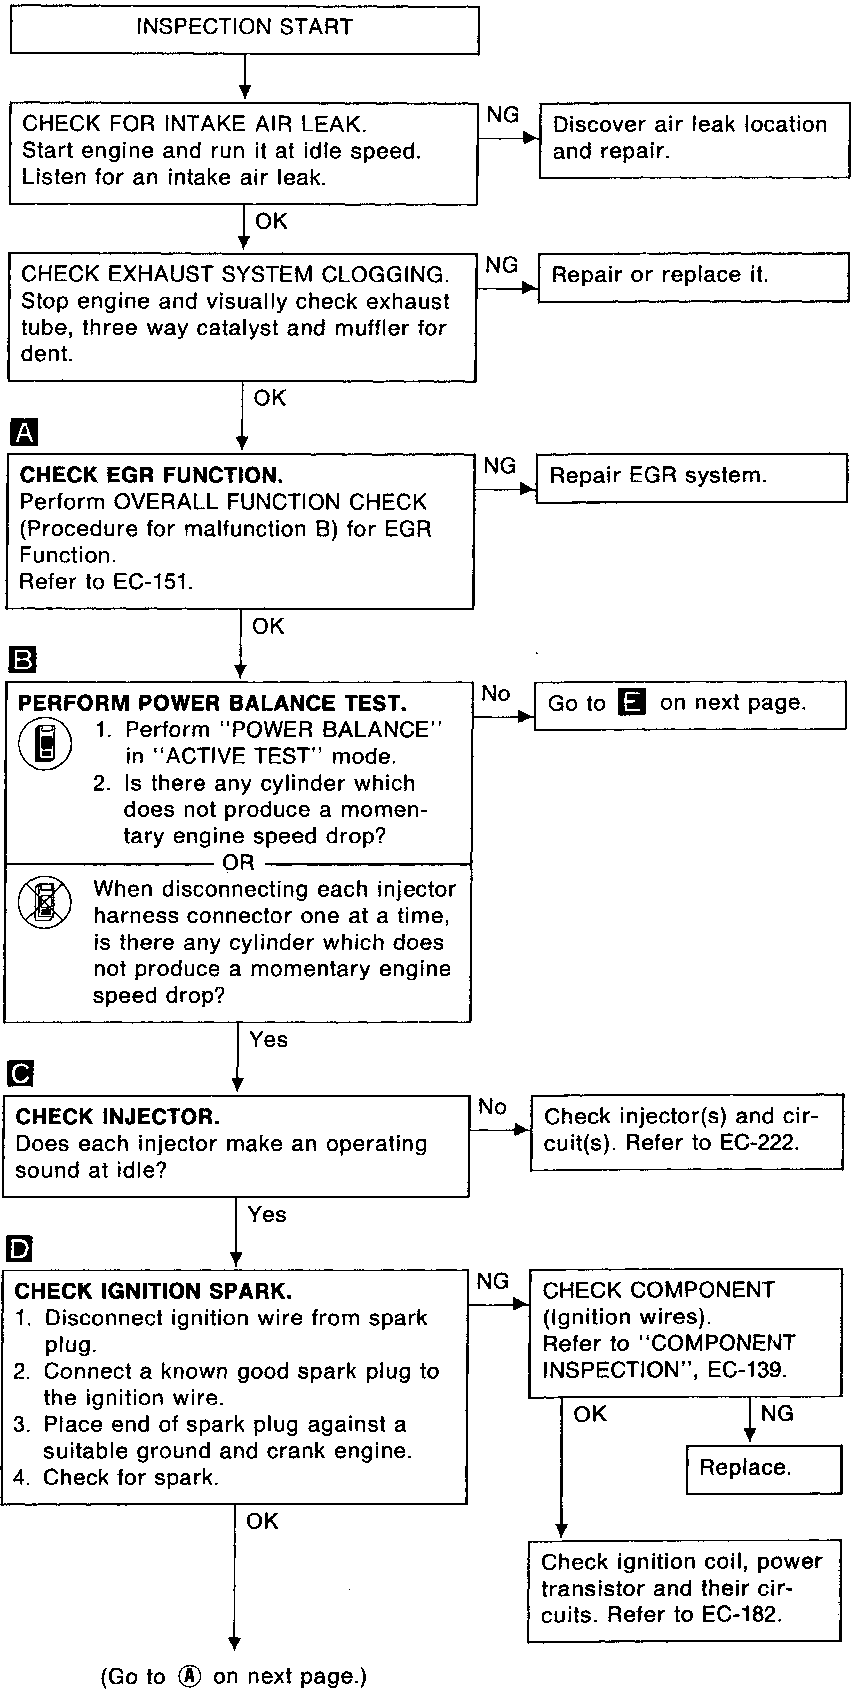 INSPECTION START
CHECK FOR INTAKE AIR LEAK.
Start engine and run it at idle speed.
Listen for an intake air leak.
NG
Discover air leak location
and repair.
OK
CHECK EXHAUST SYSTEM CLOGGING.
Stop engine and visually check exhaust
tube, three way catalyst and muffler for
dent.
NG
Repair or replace it.
OK
A
CHECK EGR FUNCTION.
Perform OVERALL FUNCTION CHECK
(Procedure for malfunction B) for EGR
Function.
Refer to EC-151.
NG
Repair EGR system.
OK
B
PERFORM POWER BALANCE TEST.
1. Perform "POWER BALANCE"
in "ACTIVE TEST" mode.
2. Is there any cylinder which
does not produce a momen-
tary engine speed drop?
OR
When disconnecting each injector
harness connector one at a time,
is there any cylinder which does
not produce a momentary engine
speed drop?
No
Go to E on next page.
Yes
C
CHECK INJECTOR.
Does each injector make an operating
sound at idle?
No
Check injector(s) and cir-
cuit(s). Refer to EC-222.
Yes
D
CHECK IGNITION SPARK.
1. Disconnect ignition wire from spark
plug.
2. Connect a known good spark plug to
the ignition wire.
3. Place end of spark plug against a
suitable ground and crank engine.
4. Check for spark.
NG
CHECK COMPONENT
(Ignition wires).
Refer to "COMPONENT
INSPECTION", EC-139.
OK
NG
Replace.
Check ignition coil, power
transistor and their cir-
cuits. Refer to EC-182.
OK
(Go to Ⓐ on next page.)